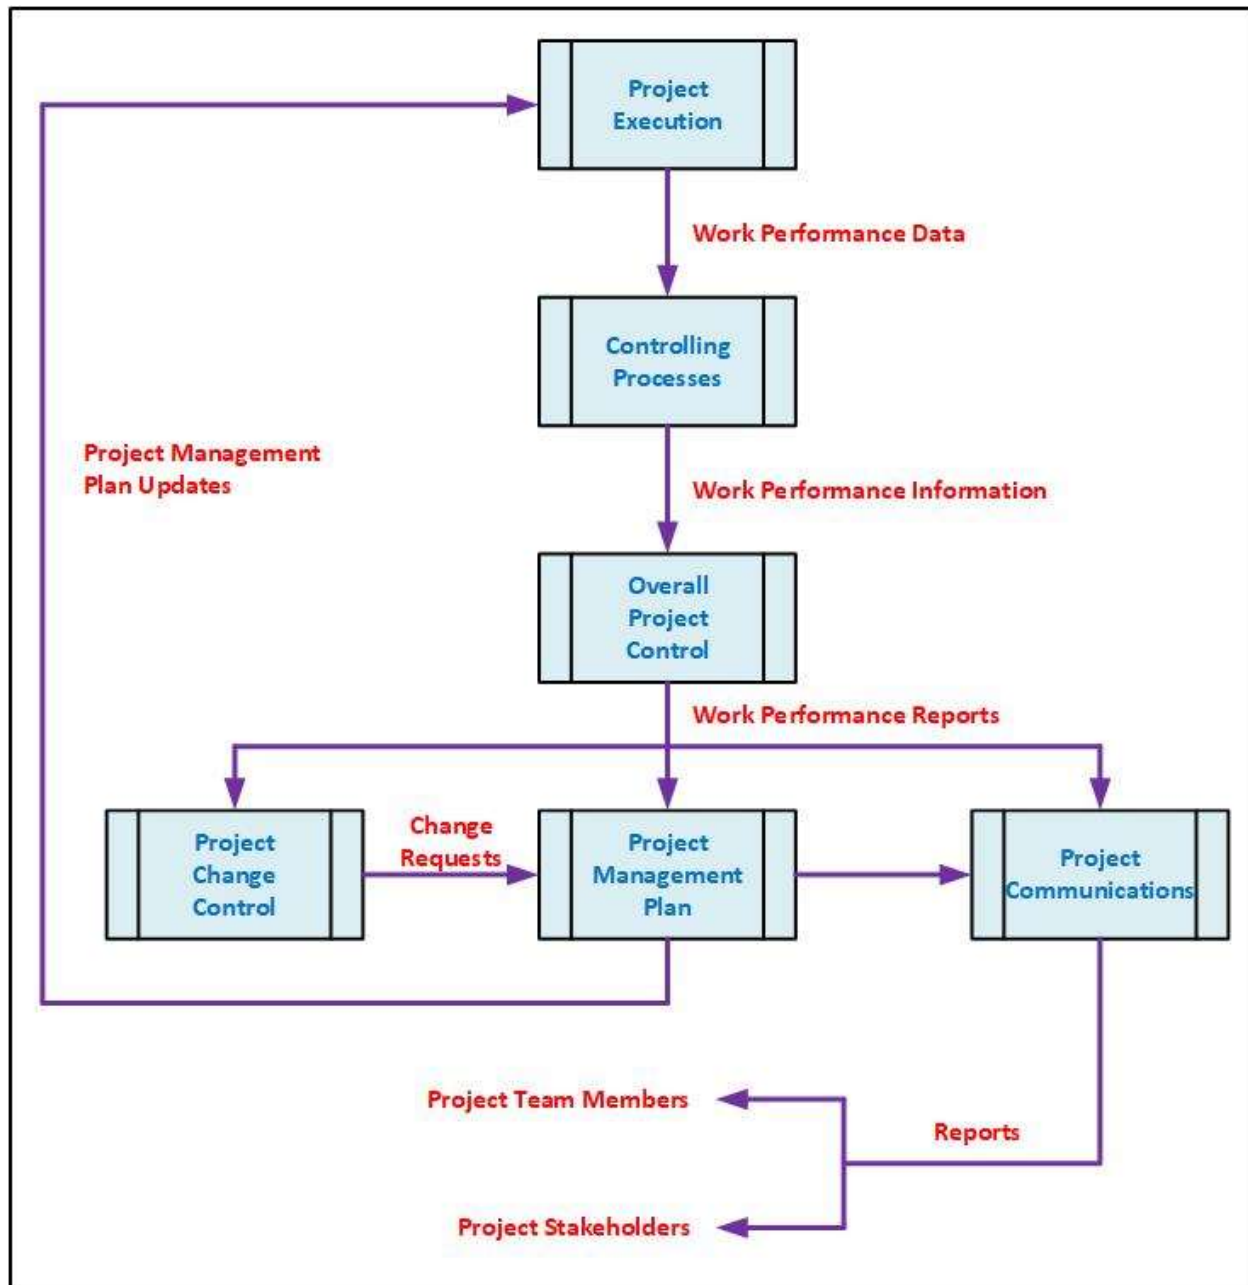 Project
Execution
Work Performance Data
Controlling
Processes
Project Management
Plan Updates
Work Performance Information
Overall
Project
Control
Work Performance Reports
Project
Change
Control
Change
Requests
Project
Management
Plan
Project
Communications
Project Team Members
Reports
Project Stakeholders